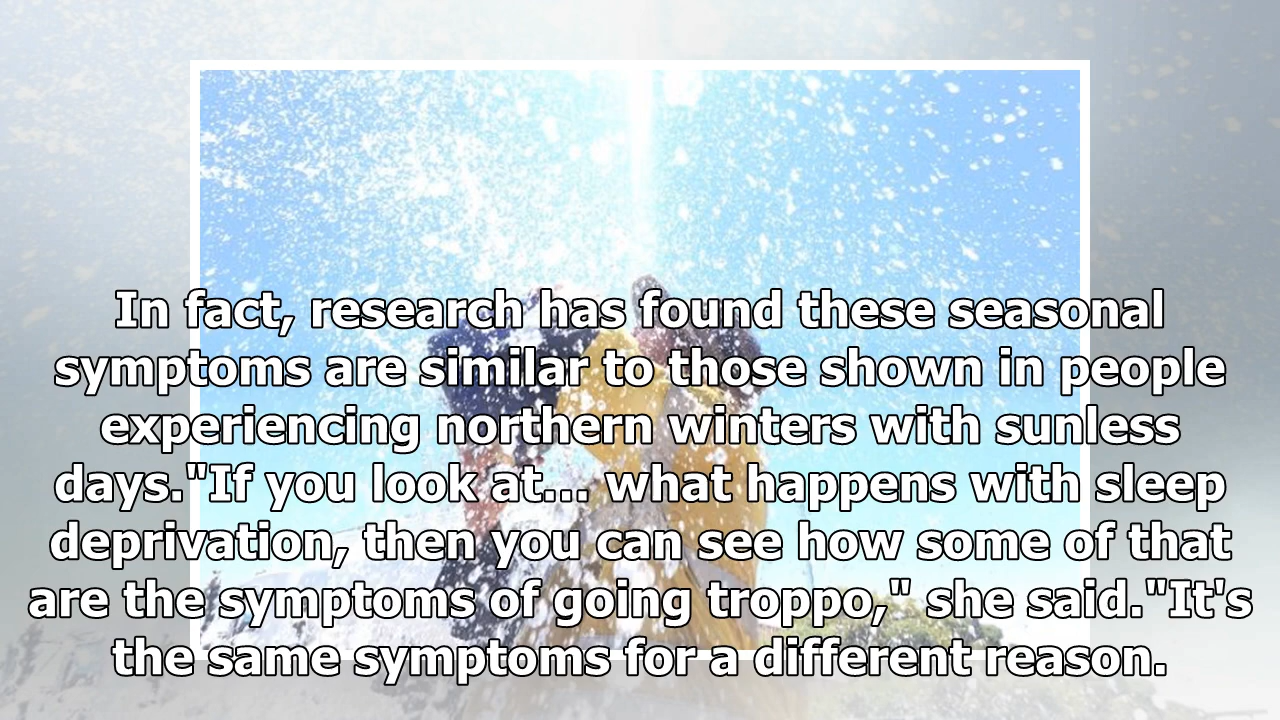 In fact, research has found these seasonal
symptoms are similar to those shown in people
experiencing northern winters with sunless
days."If you look at... what happens with sleep
deprivation, then you can see how some of that
are the symptoms of going troppo," she said."It's
the same symptoms for a different reason.